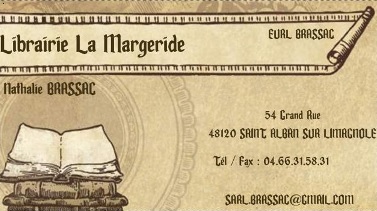 Librairie La Margeride
EURL BRASSAC
Nathalie BRASSAC
54 Grand Rue
48120 SAINT ALBAN SUR LIMAGNOLE
Tél / Fax : 04.66.31.58.31
SARL.BRASSAC@GMAIL.COM